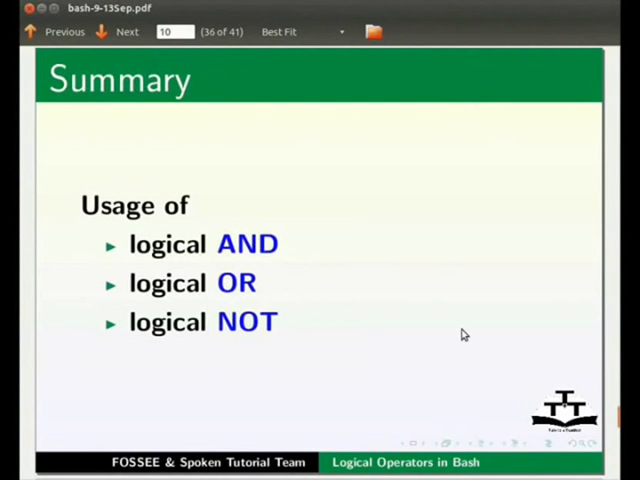 bash-9-13Sep.pdf
Previous Next 10 (36 of 41) Best Fit
Summary
Usage of
logical AND
logical OR
logical NOT
FOSSEE & Spoken Tutorial Team Logical Operators in Bash